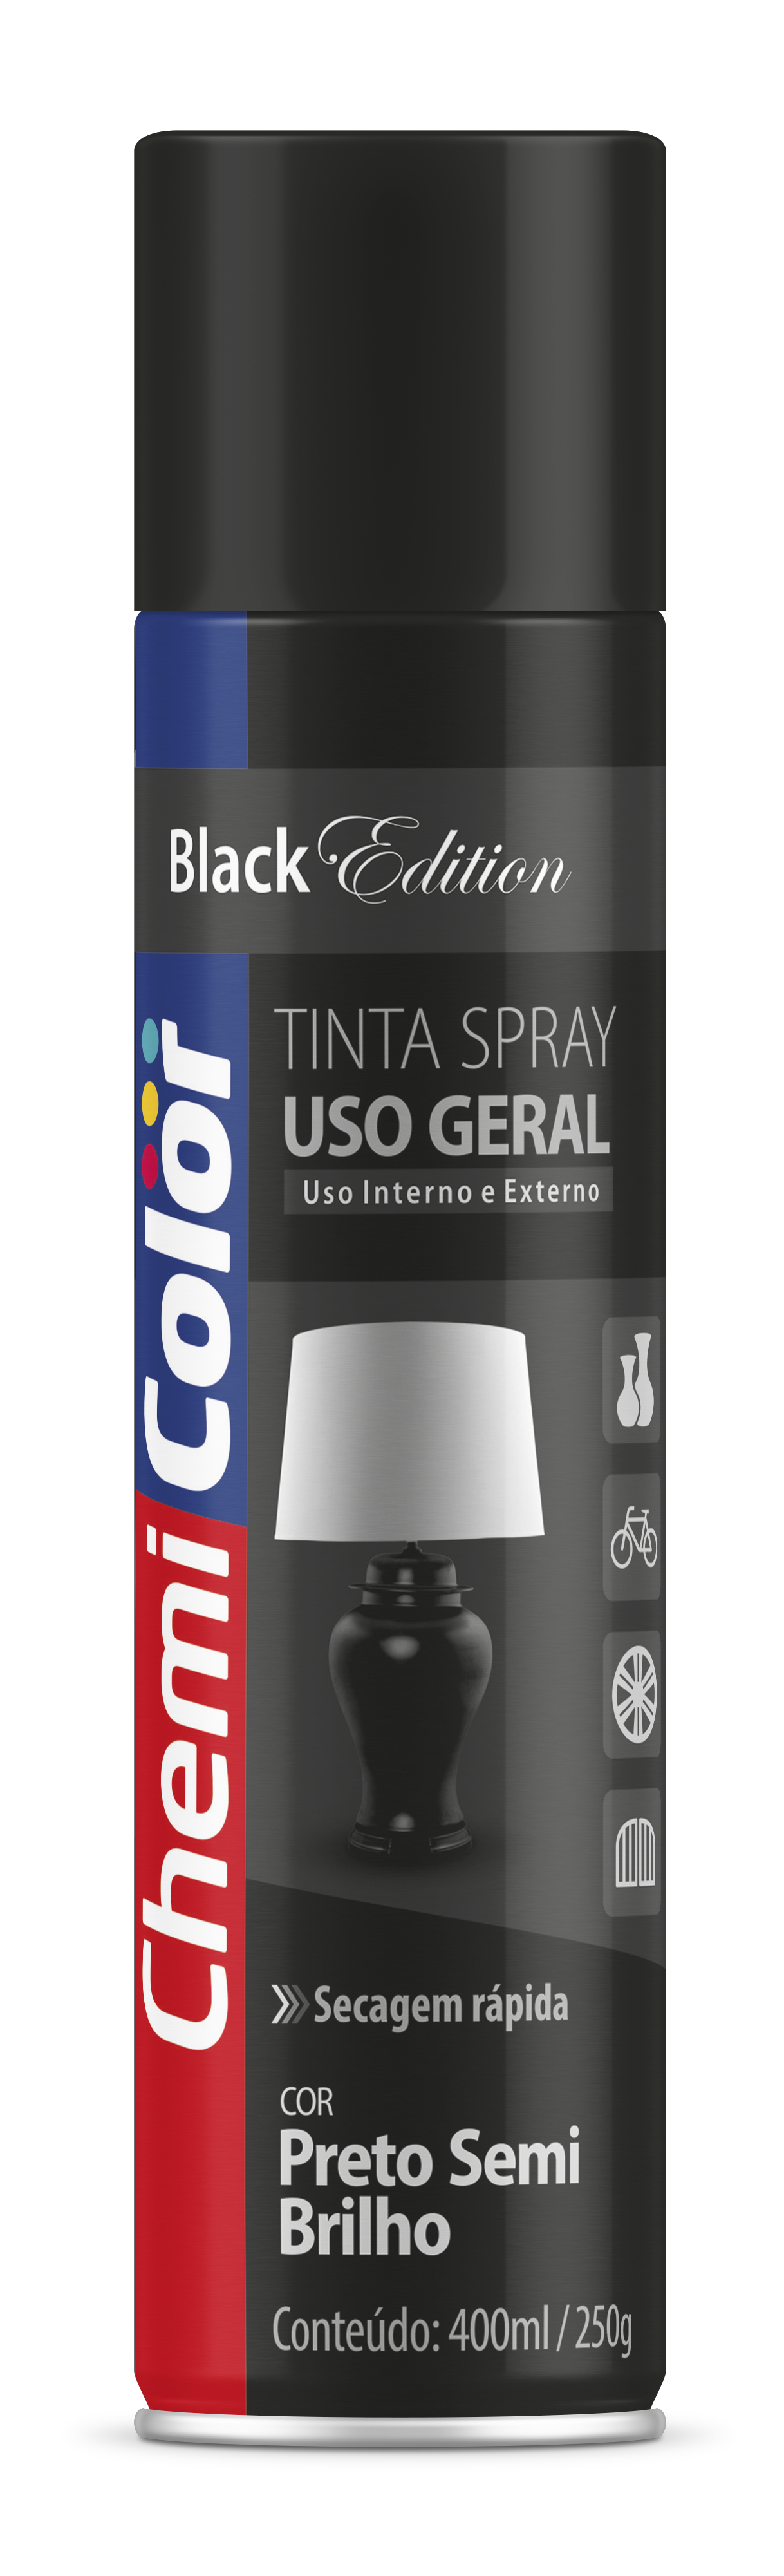 Black Edition
TINTA SPRAY
USO GERAL
Uso Interno e Externo
ChemiColor
Secagem rápida
COR
Preto Semi
Brilho
Conteúdo: 400ml / 250g